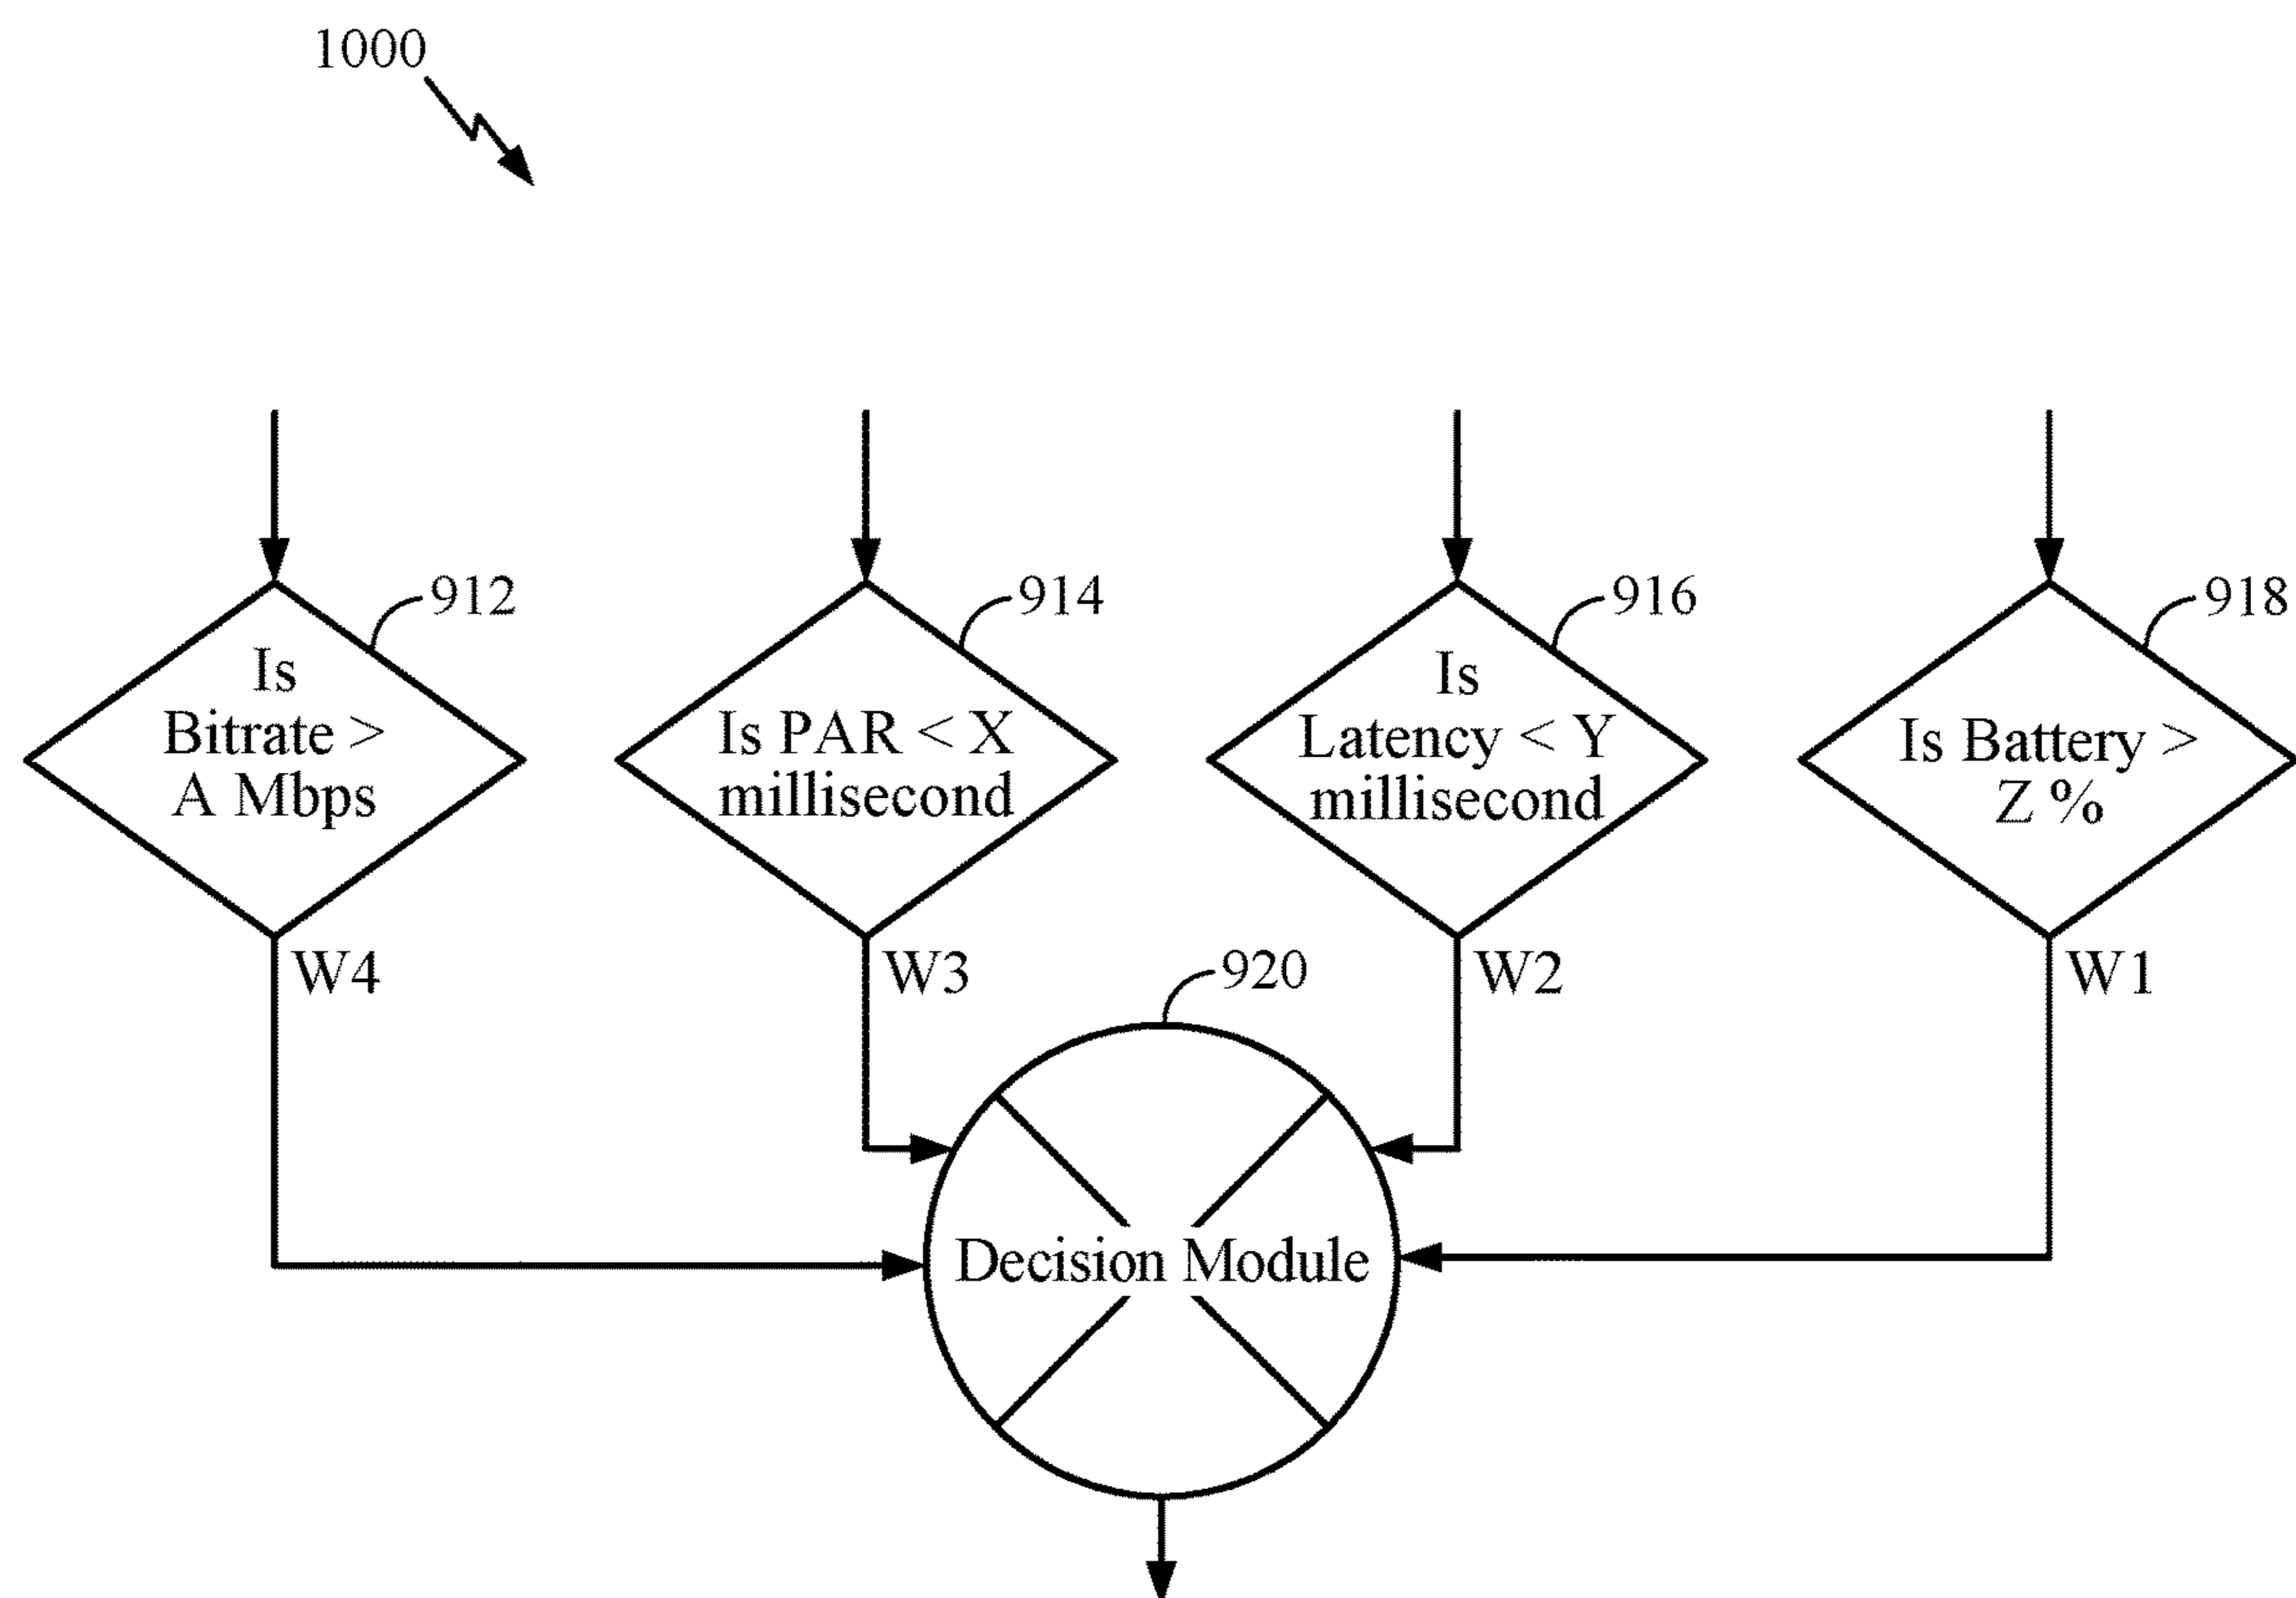 1000
912
Is
Bitrate >
A Mbps
914
Is PAR < X
millisecond
916
Is
Latency < Y
millisecond
918
Is Battery >
Z %
W4
W3
920
W2
W1
Decision Module